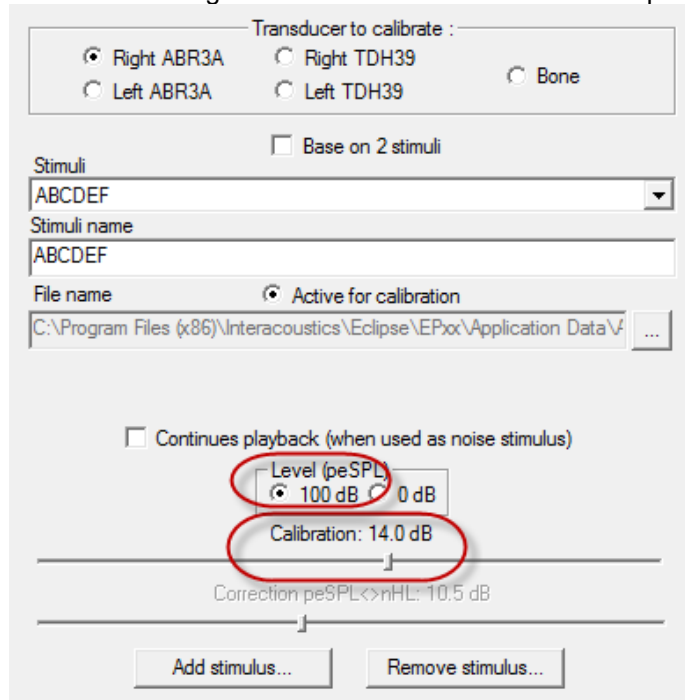 Transducer to calibrate :
Right ABR3A Right TDH39
Bone
Left ABR3A Left TDH39
Base on 2 stimuli
Stimuli
ABCDEF
Stimuli name
ABCDEF
File name Active for calibration
C:\Program Files (x86)\Interacoustics\Eclipse\EPxx\Application Data\ ...
Continues playback (when used as noise stimulus)
Level (peSPL)
100 dB 0 dB
Calibration: 14.0 dB
Correction peSPL<>nHL: 10.5 dB
Add stimulus... Remove stimulus...